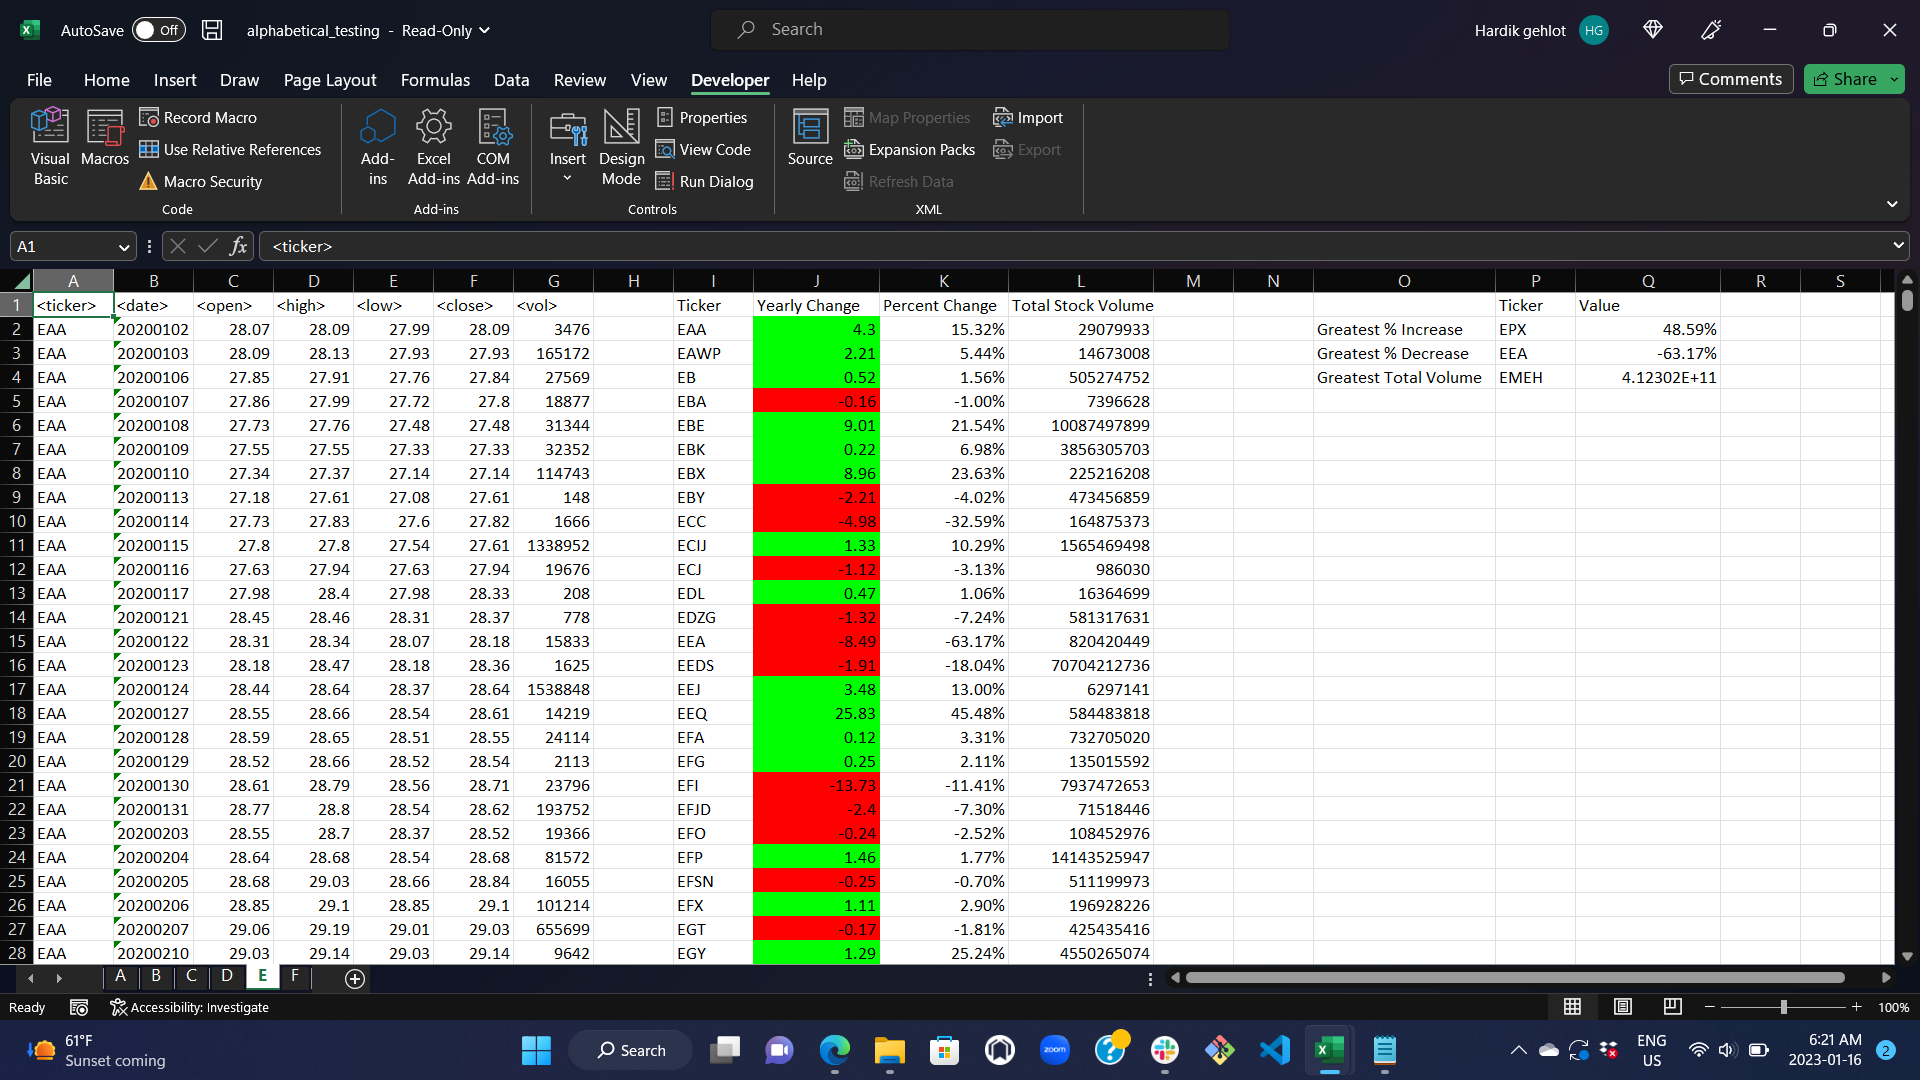 AutoSave Off alphabetical_testing - Read-Only Search Hardik gehlot HG
File Home Insert Draw Page Layout Formulas Data Review View Developer Help Comments Share
Visual Basic
Macros
Record Macro
Use Relative References
Macro Security
Code
Add-ins
Excel Add-ins
COM Add-ins
Add-ins
Insert
Design Mode
Properties
View Code
Run Dialog
Controls
Source
Map Properties
Expansion Packs
Refresh Data
Import
Export
XML
A1 fx <ticker>
A B C D E F G H I J K L M N O P Q R S
1 <ticker> <date> <open> <high> <low> <close> <vol> Ticker Yearly Change Percent Change Total Stock Volume Ticker Value
2 EAA 20200102 28.07 28.09 27.99 28.09 3476 EAA 4.3 15.32% 29079933 Greatest % Increase EPX 48.59%
3 EAA 20200103 28.09 28.13 27.93 27.93 165172 EAWP 2.21 5.44% 14673008 Greatest % Decrease EEA -63.17%
4 EAA 20200106 27.85 27.91 27.76 27.84 27569 EB 0.52 1.56% 505274752 Greatest Total Volume EMEH 4.12302E+11
5 EAA 20200107 27.86 27.99 27.72 27.8 18877 EBA -0.16 -1.00% 7396628
6 EAA 20200108 27.73 27.76 27.48 27.48 31344 EBE 9.01 21.54% 10087497899
7 EAA 20200109 27.55 27.55 27.33 27.33 32352 EBK 0.22 6.98% 3856305703
8 EAA 20200110 27.34 27.37 27.14 27.14 114743 EBX 8.96 23.63% 225216208
9 EAA 20200113 27.18 27.61 27.08 27.61 148 EBY -2.21 -4.02% 473456859
10 EAA 20200114 27.73 27.83 27.6 27.82 1666 ECC -4.98 -32.59% 164875373
11 EAA 20200115 27.8 27.8 27.54 27.61 1338952 ECIJ 1.33 10.29% 1565469498
12 EAA 20200116 27.63 27.94 27.63 27.94 19676 ECJ -1.12 -3.13% 986030
13 EAA 20200117 27.98 28.4 27.98 28.33 208 EDL 0.47 1.06% 16364699
14 EAA 20200121 28.45 28.46 28.31 28.37 778 EDZG -1.32 -7.24% 581317631
15 EAA 20200122 28.31 28.34 28.07 28.18 15833 EEA -8.49 -63.17% 820420449
16 EAA 20200123 28.18 28.47 28.18 28.36 1625 EEDS -1.91 -18.04% 70704212736
17 EAA 20200124 28.44 28.64 28.37 28.64 1538848 EEJ 3.48 13.00% 6297141
18 EAA 20200127 28.55 28.66 28.54 28.61 14219 EEQ 25.83 45.48% 584483818
19 EAA 20200128 28.59 28.65 28.51 28.55 24114 EFA 0.12 3.31% 732705020
20 EAA 20200129 28.52 28.66 28.52 28.54 2113 EFG 0.25 2.11% 135015592
21 EAA 20200130 28.61 28.79 28.56 28.71 23796 EFI -13.73 -11.41% 7937472653
22 EAA 20200131 28.77 28.8 28.54 28.62 193752 EFJD -2.4 -7.30% 71518446
23 EAA 20200203 28.55 28.7 28.37 28.52 19366 EFO -0.24 -2.52% 108452976
24 EAA 20200204 28.64 28.68 28.54 28.68 81572 EFP 1.46 1.77% 14143525947
25 EAA 20200205 28.68 29.03 28.66 28.84 16055 EFSN -0.25 -0.70% 511199973
26 EAA 20200206 28.85 29.1 28.85 29.1 101214 EFX 1.11 2.90% 196928226
27 EAA 20200207 29.06 29.19 29.01 29.03 655699 EGT -0.17 -1.81% 425435416
28 EAA 20200210 29.03 29.14 29.03 29.14 9642 EGY 1.29 25.24% 4550265074
A B C D E F
Ready Accessibility: Investigate 100%
61°F
Sunset coming
Search
zoom
ENG
US
6:21 AM
2023-01-16
2